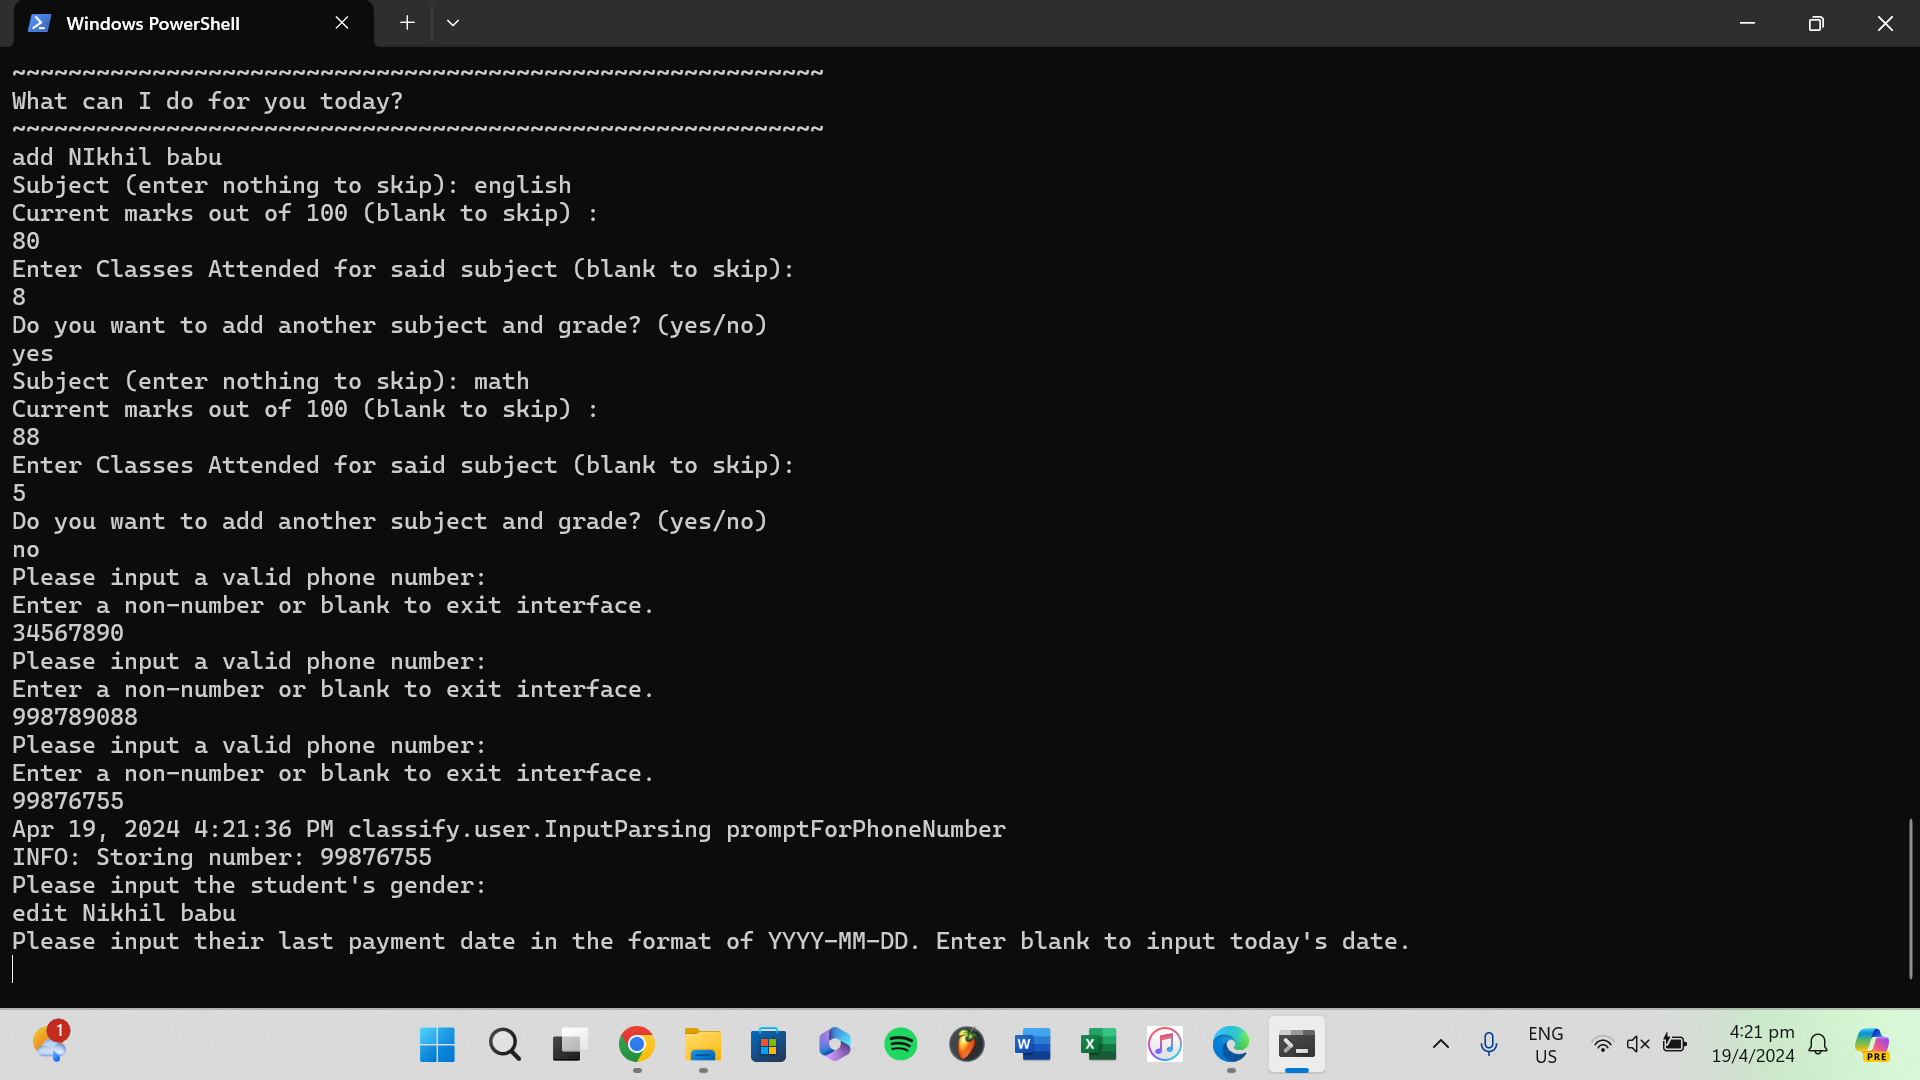 Windows PowerShell
~~~~~~~~~~~~~~~~~~~~~~~~~~~~~~~~~~~~~~~~~~~~~~~~~~~~~~~~~~
What can I do for you today?
~~~~~~~~~~~~~~~~~~~~~~~~~~~~~~~~~~~~~~~~~~~~~~~~~~~~~~~~~~
add NIkhil babu
Subject (enter nothing to skip): english
Current marks out of 100 (blank to skip) :
80
Enter Classes Attended for said subject (blank to skip):
8
Do you want to add another subject and grade? (yes/no)
yes
Subject (enter nothing to skip): math
Current marks out of 100 (blank to skip) :
88
Enter Classes Attended for said subject (blank to skip):
5
Do you want to add another subject and grade? (yes/no)
no
Please input a valid phone number:
Enter a non-number or blank to exit interface.
34567890
Please input a valid phone number:
Enter a non-number or blank to exit interface.
998789088
Please input a valid phone number:
Enter a non-number or blank to exit interface.
99876755
Apr 19, 2024 4:21:36 PM classify.user.InputParsing promptForPhoneNumber
INFO: Storing number: 99876755
Please input the student's gender:
edit Nikhil babu
Please input their last payment date in the format of YYYY-MM-DD. Enter blank to input today's date.
1
W
X
ENG
US
4:21 pm
19/4/2024
PRE